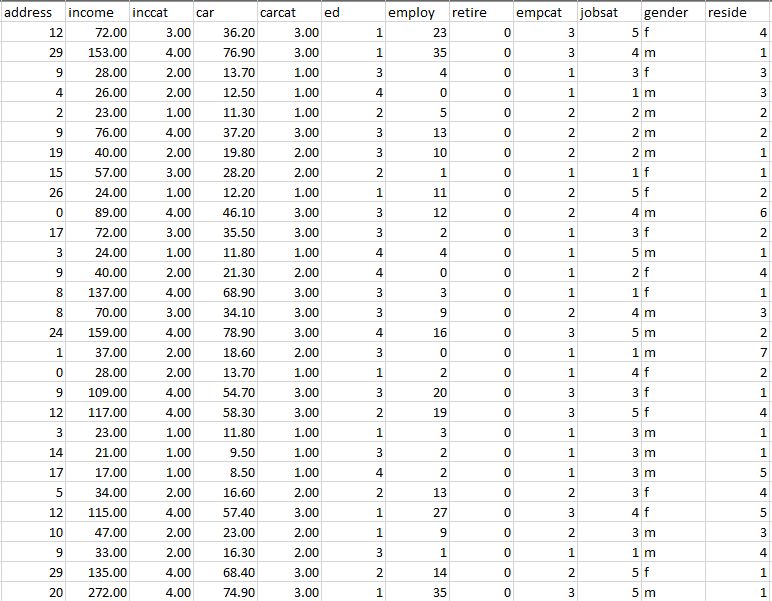 address income inccat car carcat ed employ retire empcat jobsat gender reside
12 72.00 3.00 36.20 3.00 1 23 0 3 5 f 4
29 153.00 4.00 76.90 3.00 1 35 0 3 4 m 1
9 28.00 2.00 13.70 1.00 3 4 0 1 3 f 3
4 26.00 2.00 12.50 1.00 4 0 0 1 1 m 3
2 23.00 1.00 11.30 1.00 2 5 0 2 2 m 2
9 76.00 4.00 37.20 3.00 3 13 0 2 2 m 2
19 40.00 2.00 19.80 2.00 3 10 0 2 2 m 1
15 57.00 3.00 28.20 2.00 2 1 0 1 1 f 1
26 24.00 1.00 12.20 1.00 1 11 0 2 5 f 2
0 89.00 4.00 46.10 3.00 3 12 0 2 4 m 6
17 72.00 3.00 35.50 3.00 3 2 0 1 3 f 2
3 24.00 1.00 11.80 1.00 4 4 0 1 5 m 1
9 40.00 2.00 21.30 2.00 4 0 0 1 2 f 4
8 137.00 4.00 68.90 3.00 3 3 0 1 1 f 1
8 70.00 3.00 34.10 3.00 3 9 0 2 4 m 3
24 159.00 4.00 78.90 3.00 4 16 0 3 5 m 2
1 37.00 2.00 18.60 2.00 3 0 0 1 1 m 7
0 28.00 2.00 13.70 1.00 1 2 0 1 4 f 2
9 109.00 4.00 54.70 3.00 3 20 0 3 3 f 1
12 117.00 4.00 58.30 3.00 2 19 0 3 5 f 4
3 23.00 1.00 11.80 1.00 1 3 0 1 3 m 1
14 21.00 1.00 9.50 1.00 3 2 0 1 3 m 1
17 17.00 1.00 8.50 1.00 4 2 0 1 3 m 5
5 34.00 2.00 16.60 2.00 2 13 0 2 3 f 4
12 115.00 4.00 57.40 3.00 1 27 0 3 4 f 5
10 47.00 2.00 23.00 2.00 1 9 0 2 3 m 3
9 33.00 2.00 16.30 2.00 3 1 0 1 1 m 4
29 135.00 4.00 68.40 3.00 2 14 0 2 5 f 1
20 272.00 4.00 74.90 3.00 1 35 0 3 5 m 1